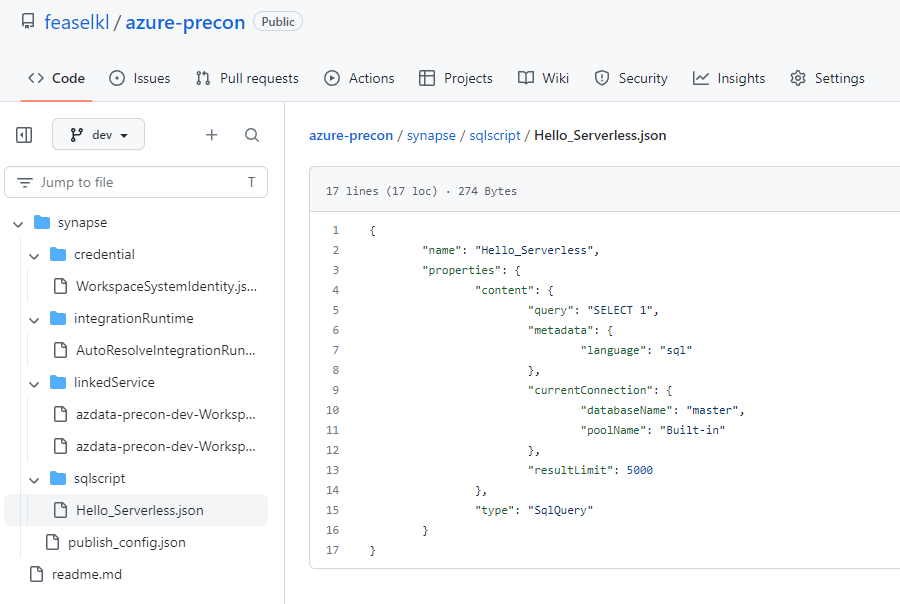 feaselkl / azure-precon Public
Code Issues Pull requests Actions Projects Wiki Security Insights Settings
dev
Jump to file T
synapse
credential
WorkspaceSystemIdentity.js...
integrationRuntime
AutoResolveIntegrationRun...
linkedService
azdata-precon-dev-Worksp...
azdata-precon-dev-Worksp...
sqlscript
Hello_Serverless.json
publish_config.json
readme.md
azure-precon / synapse / sqlscript / Hello_Serverless.json
17 lines (17 loc) · 274 Bytes
1 {
2 "name": "Hello_Serverless",
3 "properties": {
4 "content": {
5 "query": "SELECT 1",
6 "metadata": {
7 "language": "sql"
8 },
9 "currentConnection": {
10 "databaseName": "master",
11 "poolName": "Built-in"
12 },
13 "resultLimit": 5000
14 },
15 "type": "SqlQuery"
16 }
17 }